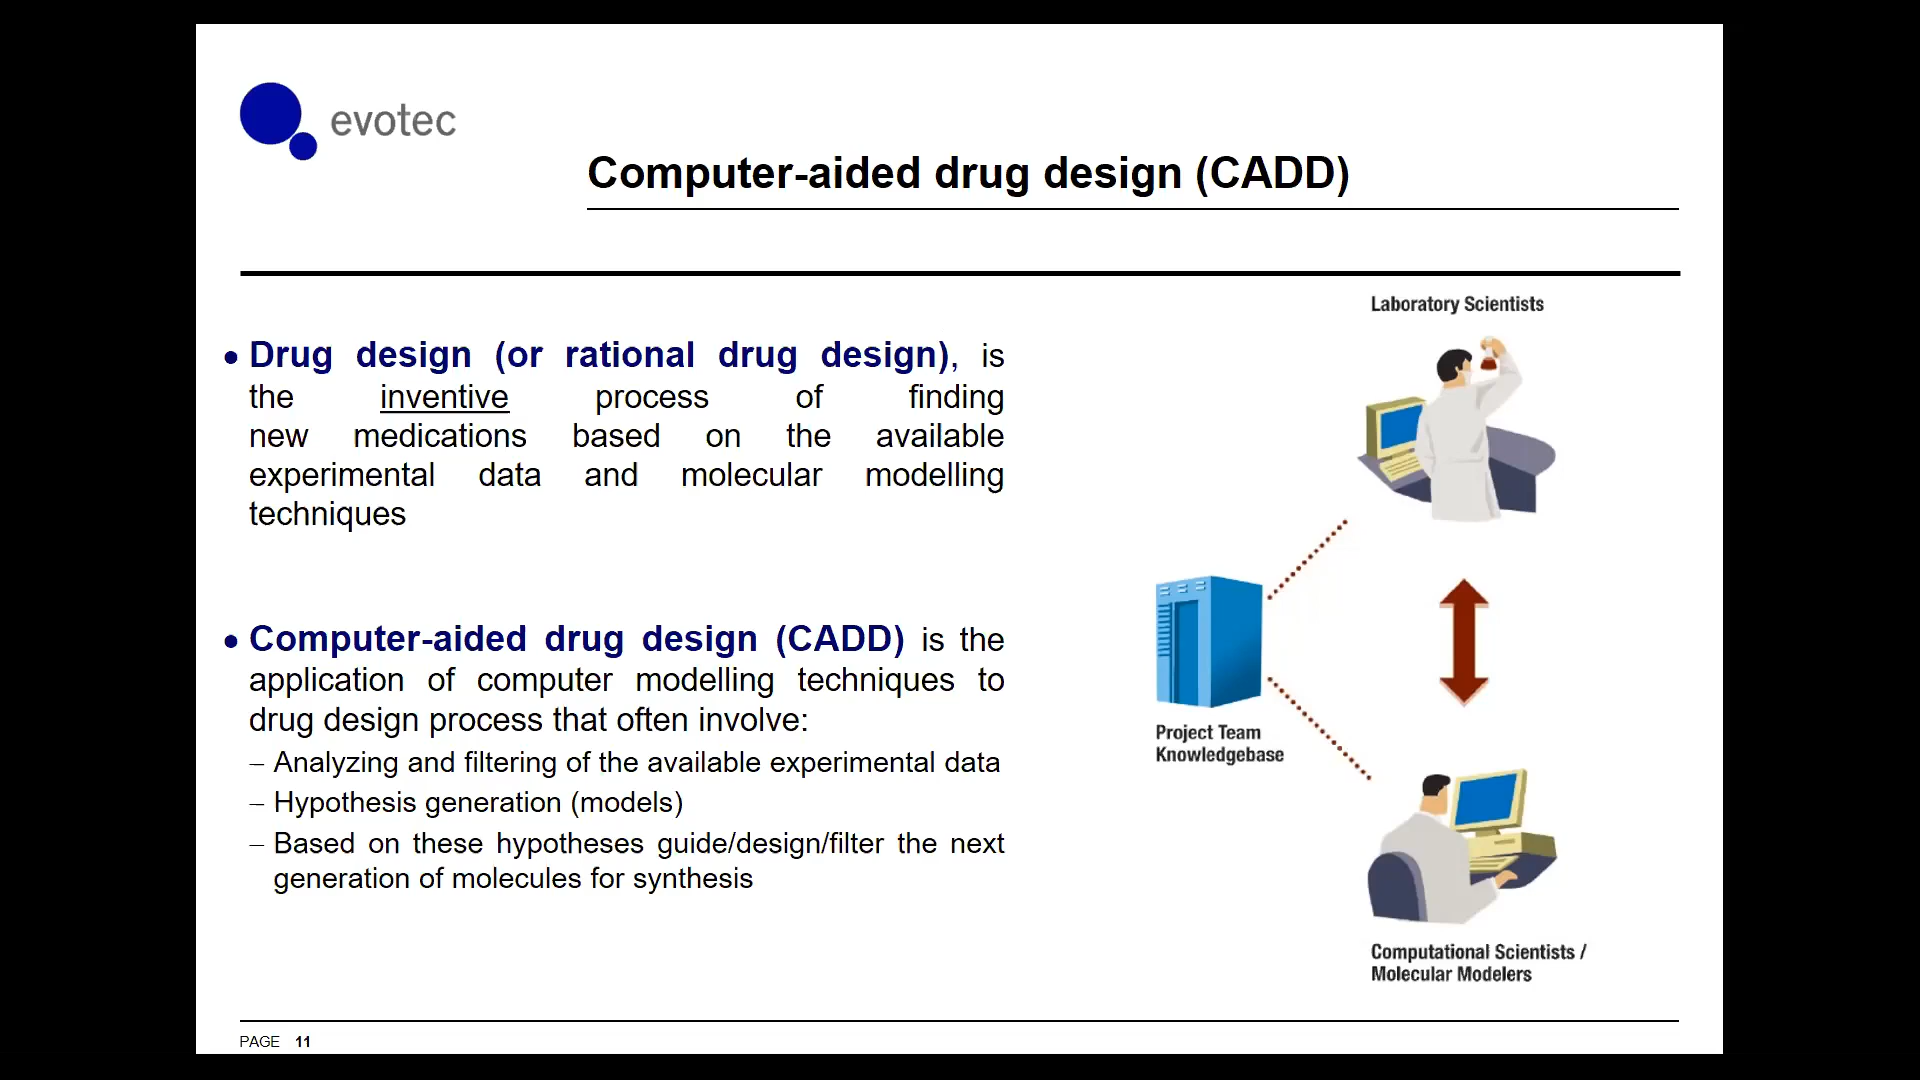 evotec
Computer-aided drug design (CADD)
• Drug design (or rational drug design), is
the inventive process of finding
new medications based on the available
experimental data and molecular modelling
techniques
• Computer-aided drug design (CADD) is the
application of computer modelling techniques to
drug design process that often involve:
– Analyzing and filtering of the available experimental data
– Hypothesis generation (models)
– Based on these hypotheses guide/design/filter the next
generation of molecules for synthesis
Laboratory Scientists
Project Team
Knowledgebase
Computational Scientists /
Molecular Modelers
PAGE 11